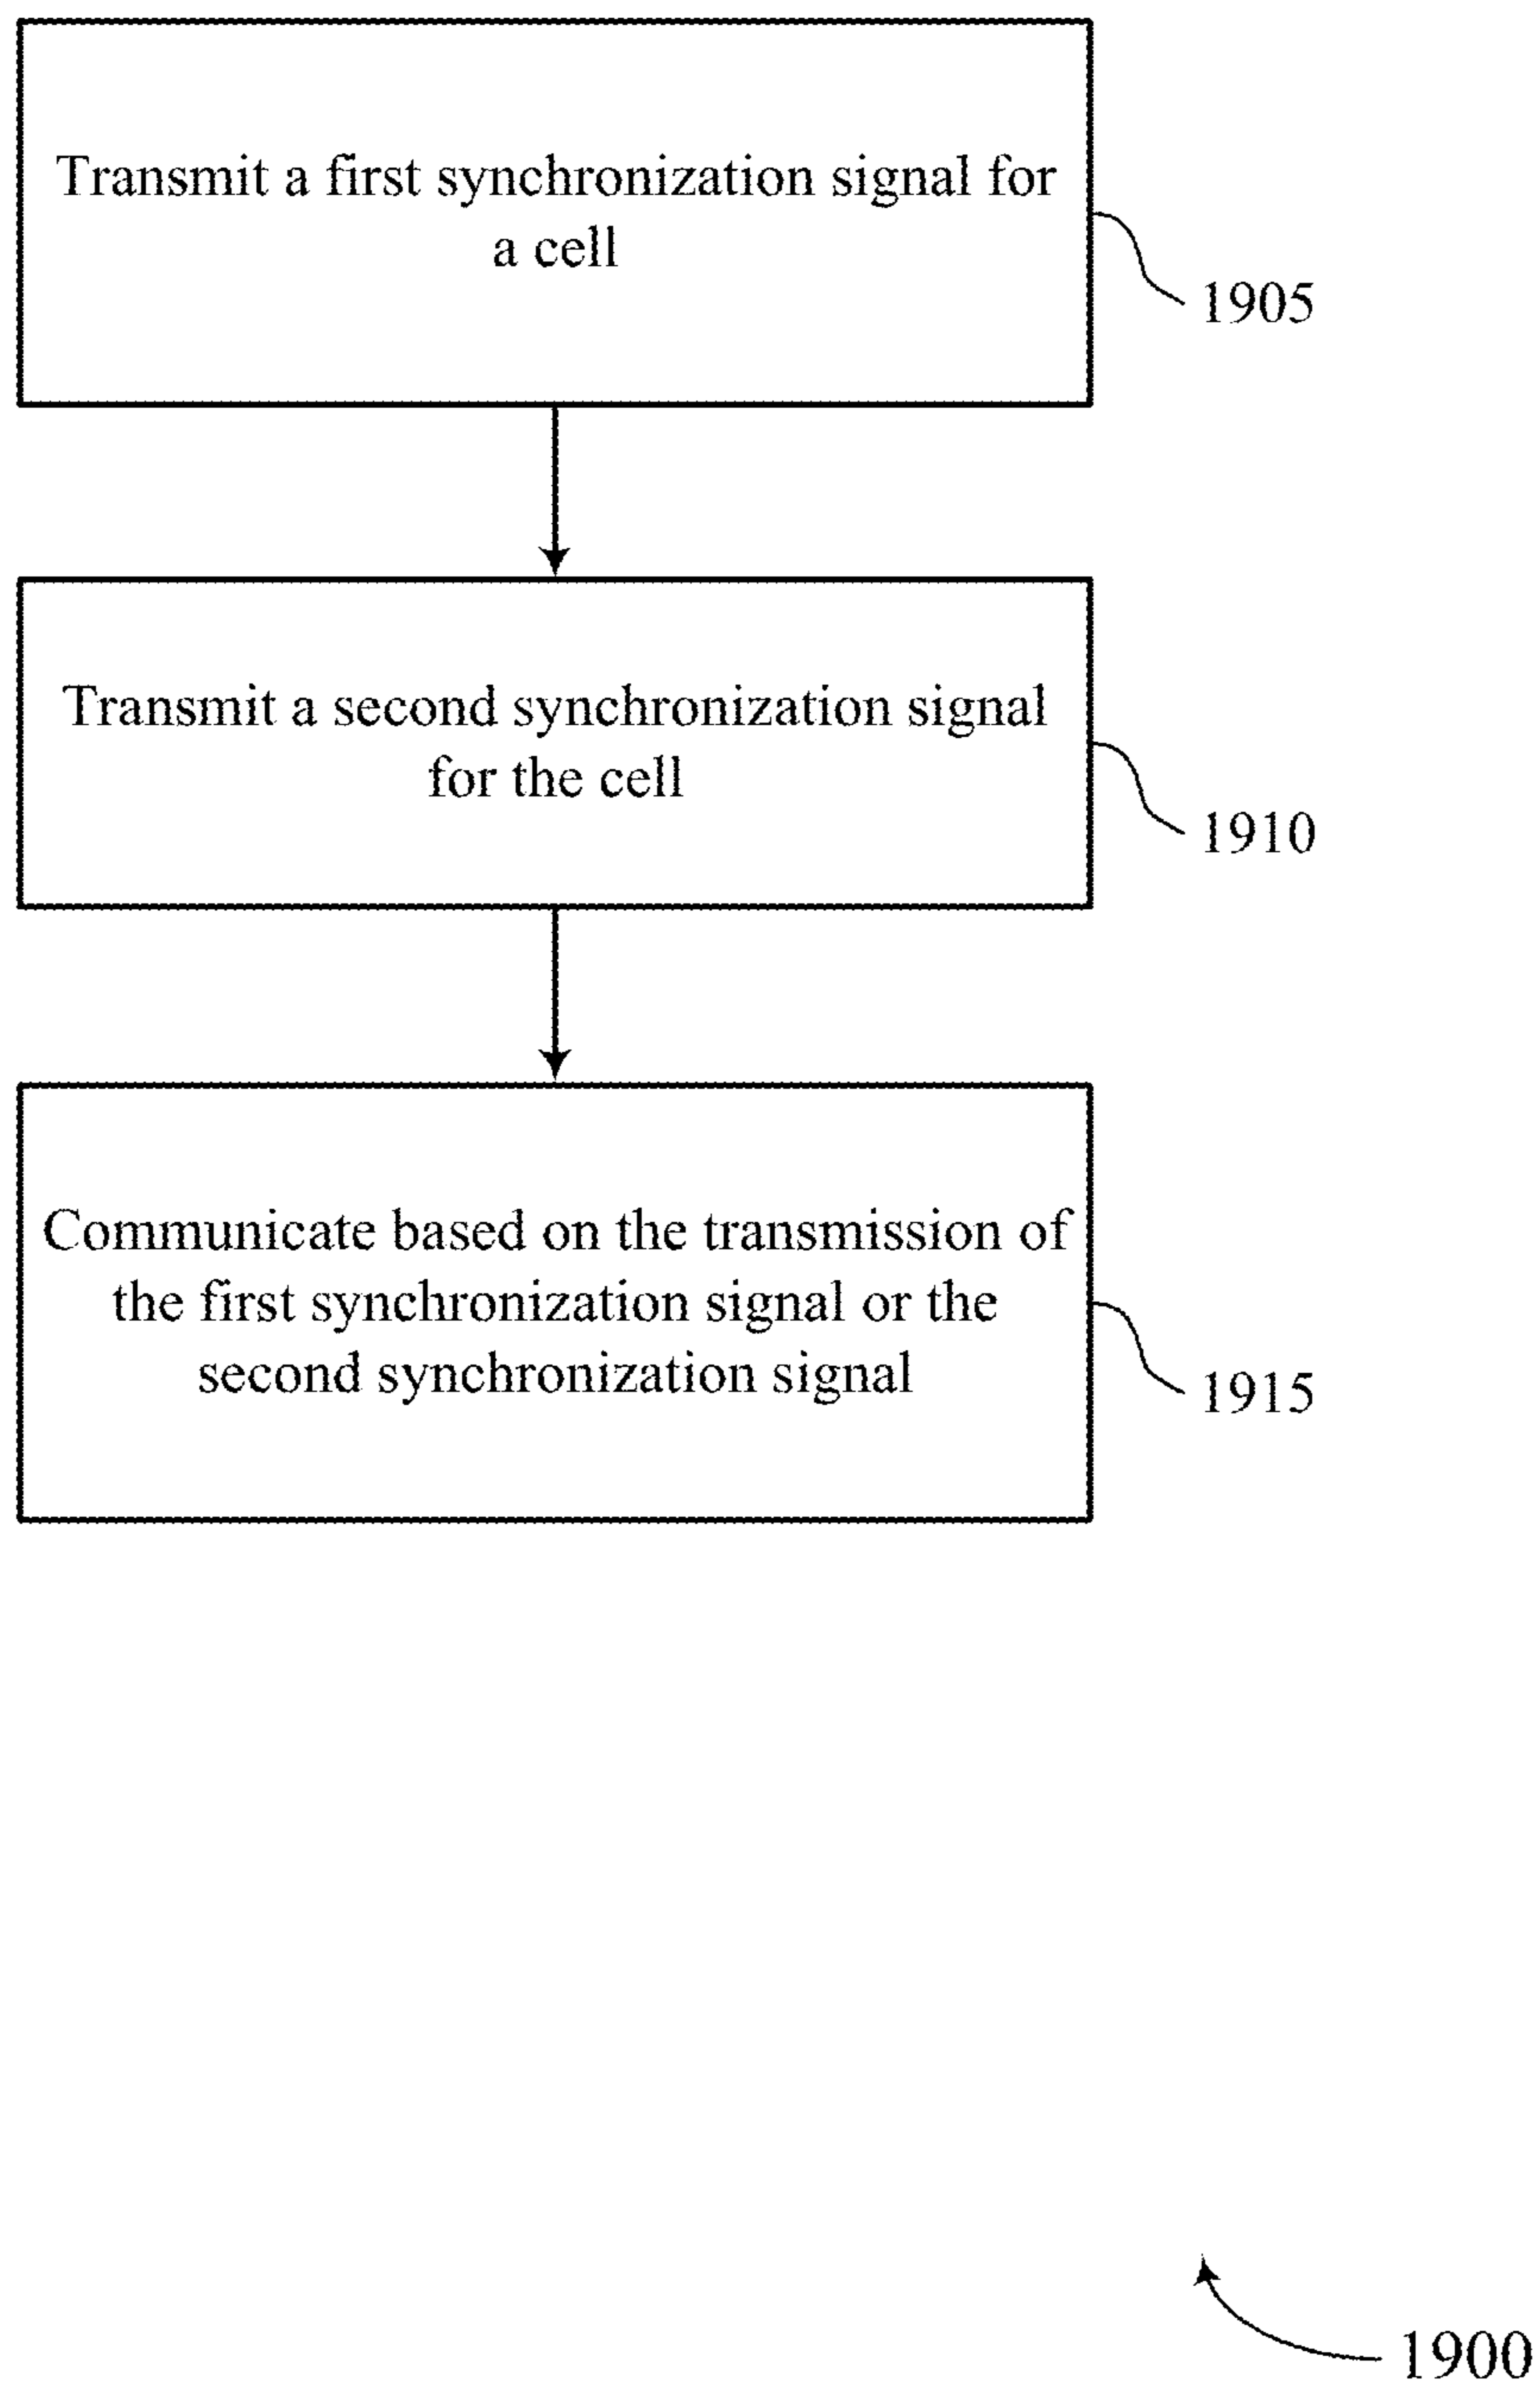 Transmit a first synchronization signal for
a cell
1905
Transmit a second synchronization signal
for the cell
1910
Communicate based on the transmission of
the first synchronization signal or the
second synchronization signal
1915
1900